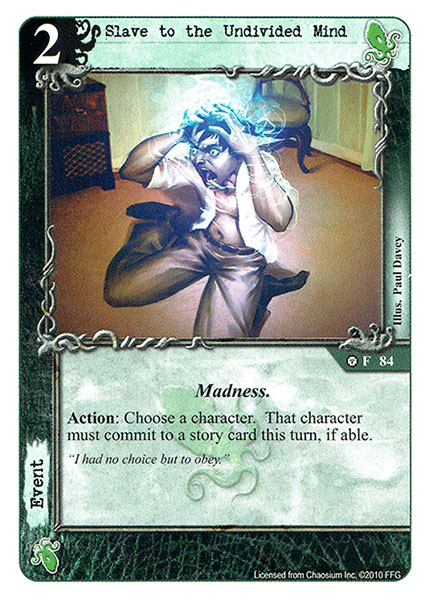 2
Slave to the Undivided Mind
Illus. Paul Davey
F 84
Madness.
Action: Choose a character. That character
must commit to a story card this turn, if able.
“I had no choice but to obey.”
Event
Licensed from Chaosium Inc. ©2010 FFG